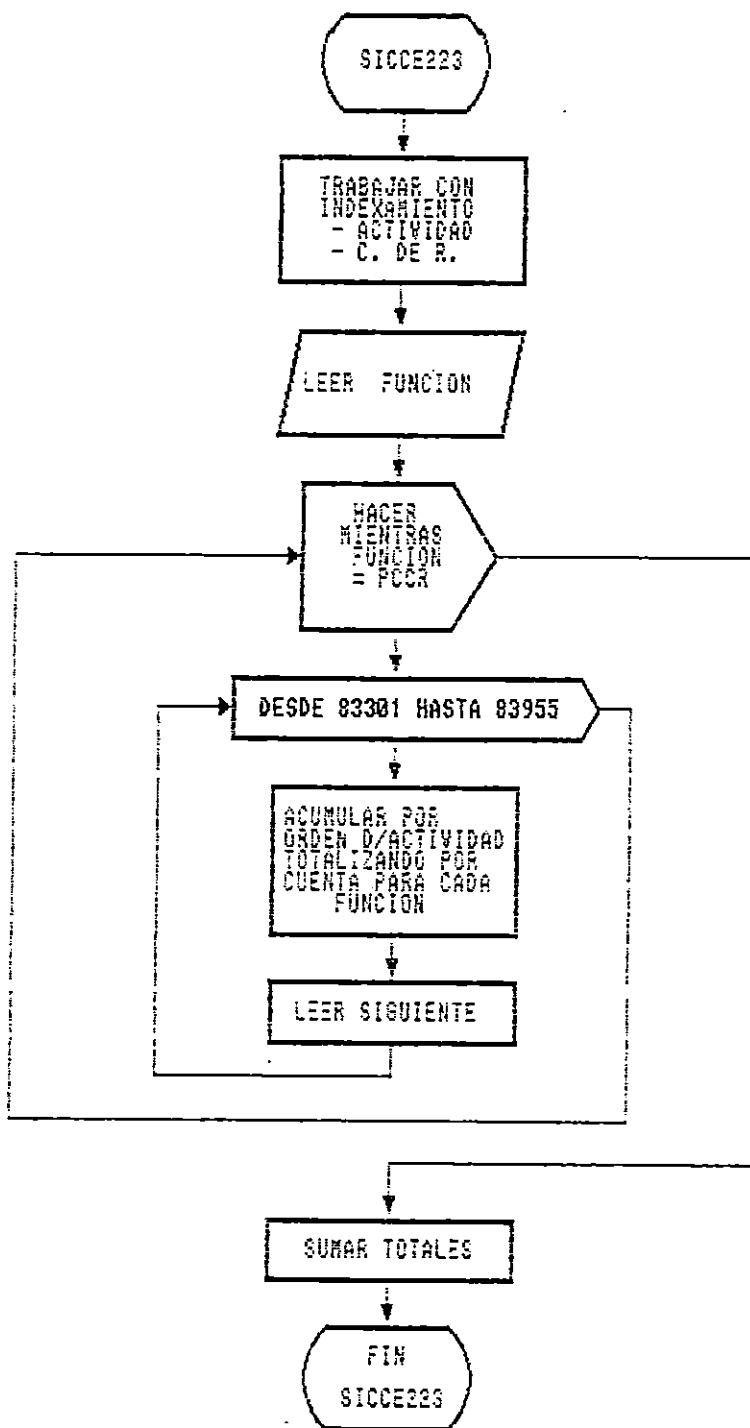 SICCE223
TRABAJAR CON
INDEXAMIENTO
- ACTIVIDAD
- C. DE R.
LEER FUNCION
HACER
MIENTRAS
FUNCION
= PCCR
DESDE 83301 HASTA 83955
ACUMULAR POR
ORDEN D/ACTIVIDAD
TOTALIZANDO POR
CUENTA PARA CADA
FUNCION
LEER SIGUIENTE
SUMAR TOTALES
FIN
SICCE223